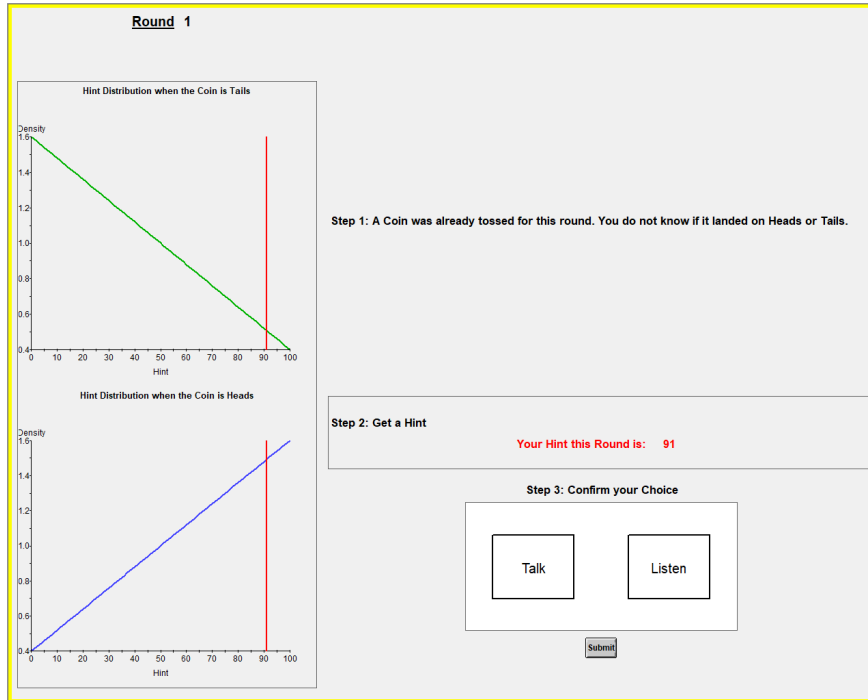 Round 1
Hint Distribution when the Coin is Tails
Density
1.6
1.4
1.2
1.0
0.8
0.6
0.4
0 10 20 30 40 50 60 70 80 90 100
Hint
Step 1: A Coin was already tossed for this round. You do not know if it landed on Heads or Tails.
Hint Distribution when the Coin is Heads
Density
1.6
1.4
1.2
1.0
0.8
0.6
0.4
0 10 20 30 40 50 60 70 80 90 100
Hint
Step 2: Get a Hint
Your Hint this Round is: 91
Step 3: Confirm your Choice
Talk Listen
Submit